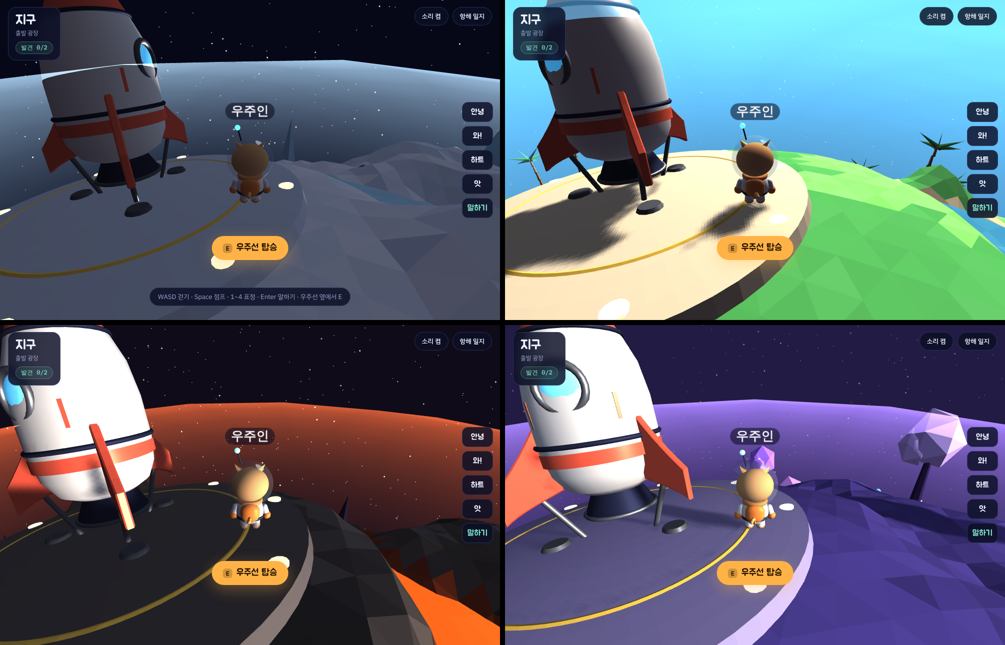 지구
출발 광장
발견 0/2
소리 컴
항해 일지
우주인
안녕
와!
하트
앗
말하기
E 우주선 탑승
WASD 걷기 · Space 점프 · 1~4 표정 · Enter 말하기 · 우주선 옆에서 E
지구
출발 광장
발견 0/2
소리 컴
항해 일지
우주인
안녕
와!
하트
앗
말하기
E 우주선 탑승
지구
출발 광장
발견 0/2
소리 컴
항해 일지
우주인
안녕
와!
하트
앗
말하기
E 우주선 탑승
지구
출발 광장
발견 0/2
소리 컴
항해 일지
우주인
안녕
와!
하트
앗
말하기
E 우주선 탑승